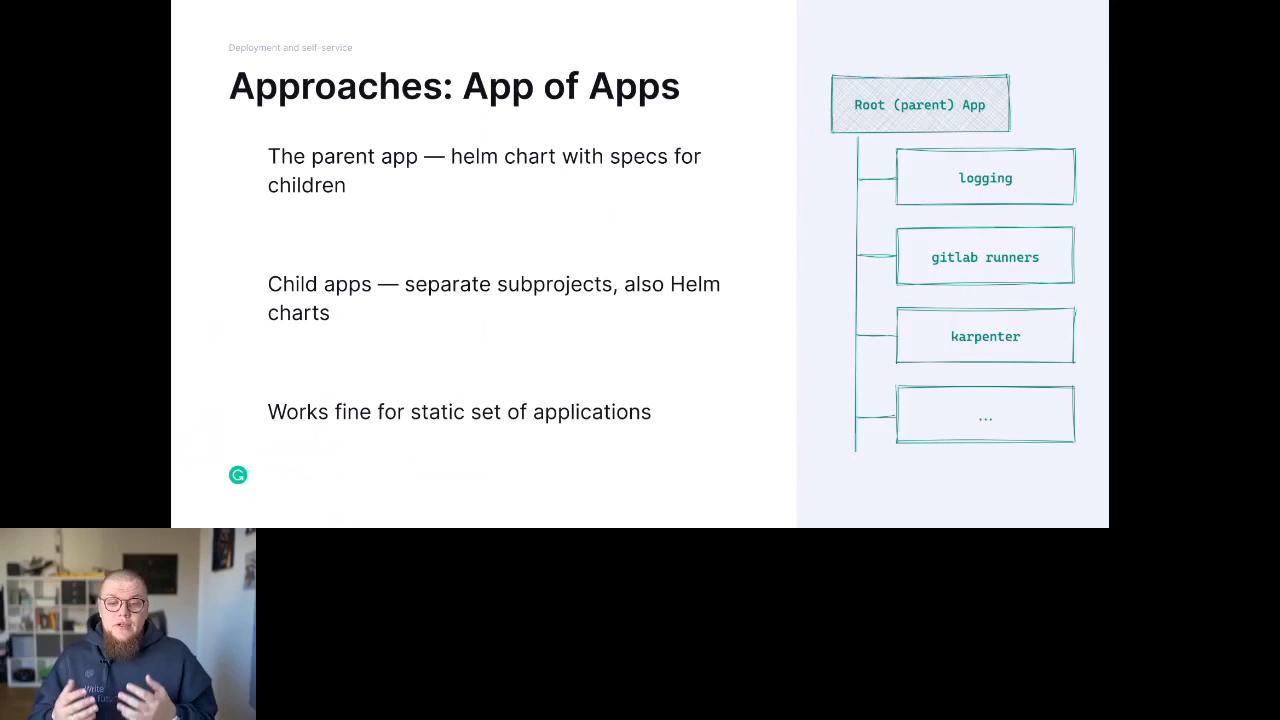 Deployment and self-service
Approaches: App of Apps
The parent app — helm chart with specs for
children
Child apps — separate subprojects, also Helm
charts
Works fine for static set of applications
Root (parent) App
logging
gitlab runners
karpenter
...
Write